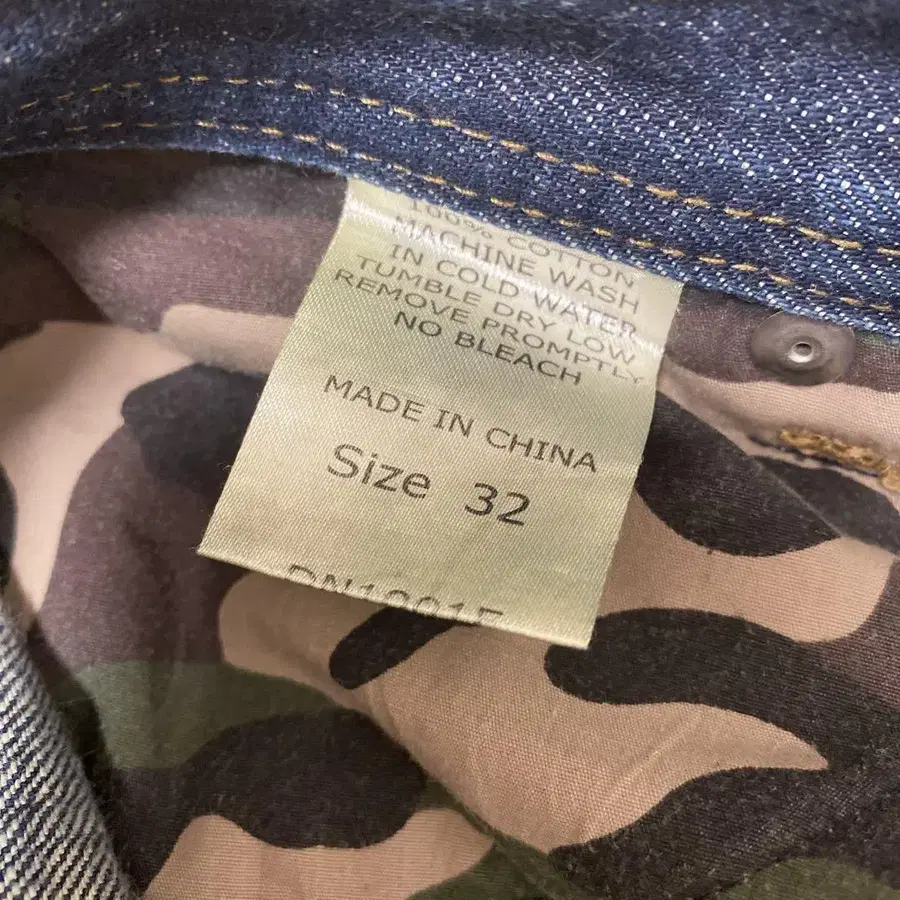 100% COTTON
MACHINE WASH
IN COLD WATER
TUMBLE DRY LOW
REMOVE PROMPTLY
NO BLEACH
MADE IN CHINA
Size 32